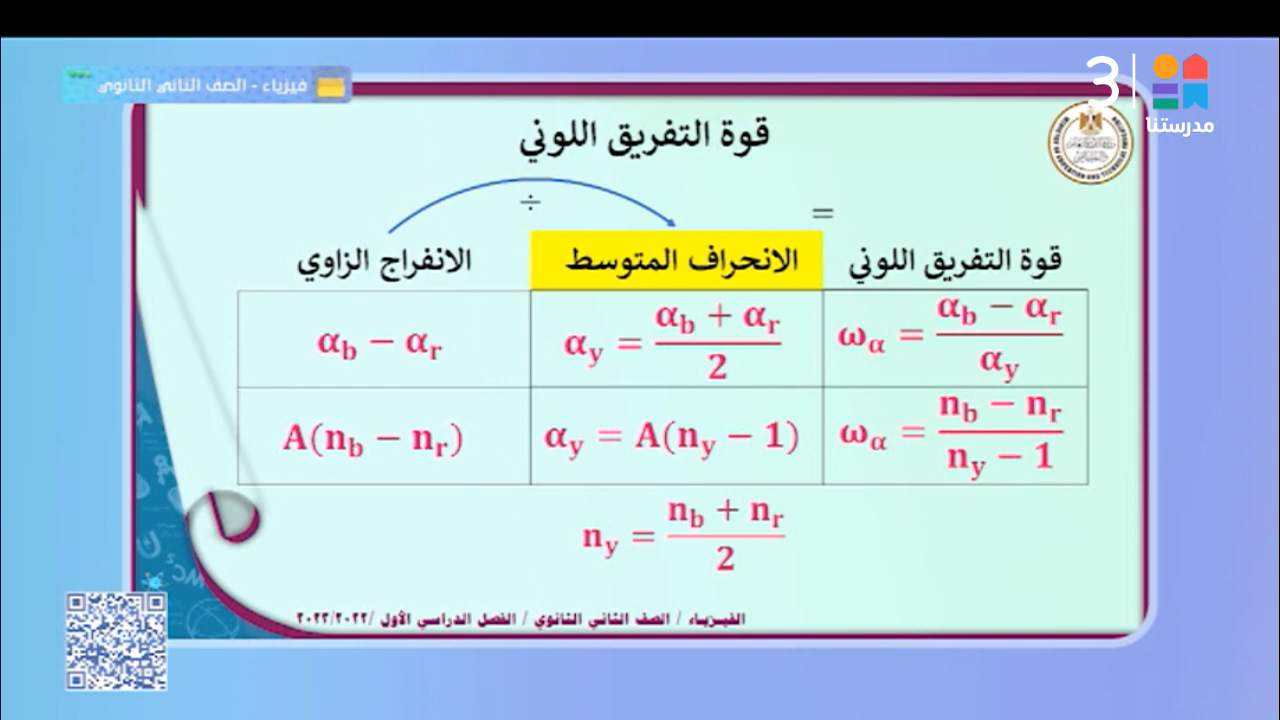 3
مدرستنا
فيزياء - الصف الثاني الثانوي
قوة التفريق اللوني
= ÷
قوة التفريق اللوني الانحراف المتوسط الانفراج الزاوي
ωα = (αb − αr) / αy
αy = (αb + αr) / 2
αb − αr
ωα = (nb − nr) / (ny − 1)
αy = A(ny − 1)
A(nb − nr)
ny = (nb + nr) / 2
الفيزياء / الصف الثاني الثانوي / الفصل الدراسي الأول /٢٠٢٢/٢٠٢٣